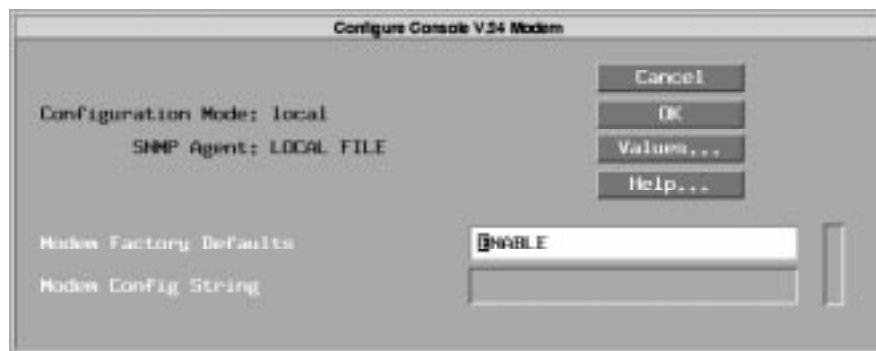 Configure Console V.34 Modem
Cancel
Configuration Mode: local
OK
SNMP Agent: LOCAL FILE
Values...
Help...
Modem Factory Defaults
ENABLE
Modem Config String